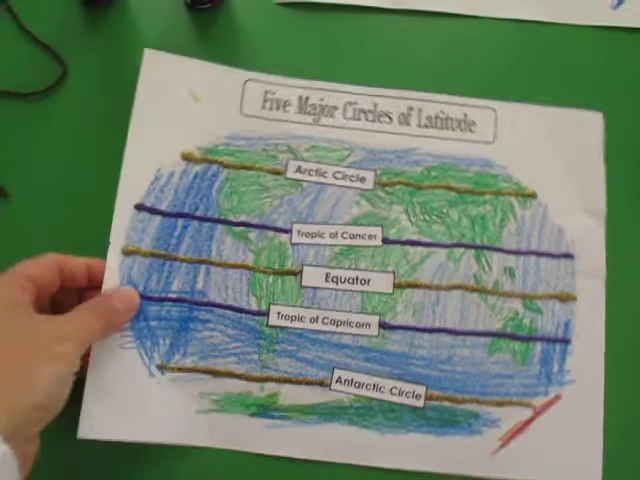 Five Major Circles of Latitude
Arctic Circle
Tropic of Cancer
Equator
Tropic of Capricorn
Antarctic Circle